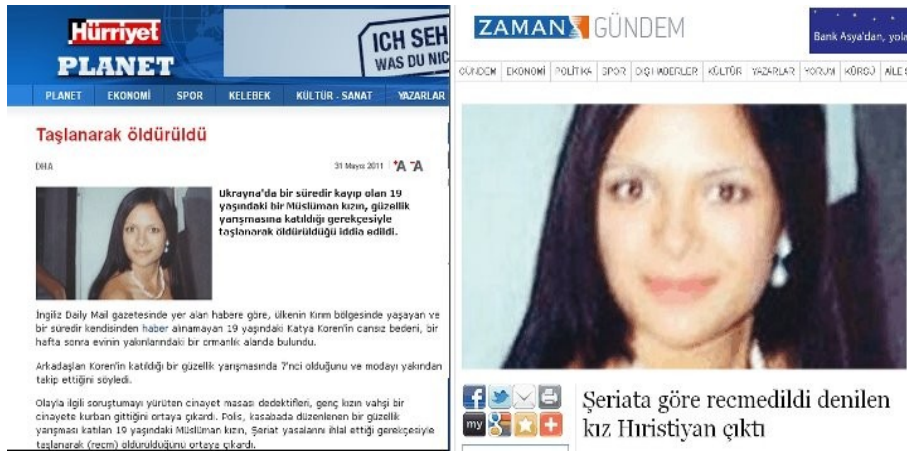 Hürriyet
PLANET
ICH SEH
WAS DU NIC
PLANET EKONOMİ SPOR KELEBEK KÜLTÜR - SANAT YAZARLAR
Taşlanarak öldürüldü
DHA 31 Mayıs 2011 +A -A
Ukrayna'da bir süredir kayıp olan 19
yaşındaki bir Müslüman kızın, güzellik
yarışmasına katıldığı gerekçesiyle
taşlanarak öldürüldüğü iddia edildi.
İngiliz Daily Mail gazetesinde yer alan habere göre, ülkenin Kırım bölgesinde yaşayan ve
bir süredir kendisinden haber alınamayan 19 yaşındaki Katya Koren'in cansız bedeni, bir
hafta sonra evinin yakınlarındaki bir ormanlık alanda bulundu.
Arkadaşları Koren'in katıldığı bir güzellik yarışmasında 7'nci olduğunu ve modayı yakından
takip ettiğini söyledi.
Olayla ilgili soruşturmayı yürüten cinayet masası dedektifleri, genç kızın vahşi bir
cinayete kurban gittiğini ortaya çıkardı. Polis, kasabada düzenlenen bir güzellik
yarışması katılan 19 yaşındaki Müslüman kızın, Şeriat yasalarını ihlal ettiği gerekçesiyle
taşlanarak (recm) öldürüldüğünü ortaya çıkardı.
ZAMAN GÜNDEM
Bank Asya'dan, yola
GÜNDEM EKONOMİ POLİTİKA SPOR DIŞ HABERLER KÜLTÜR YAZARLAR YORUM KÜRSÜ AİLE
my
Şeriata göre recmedildi denilen
kız Hıristiyan çıktı